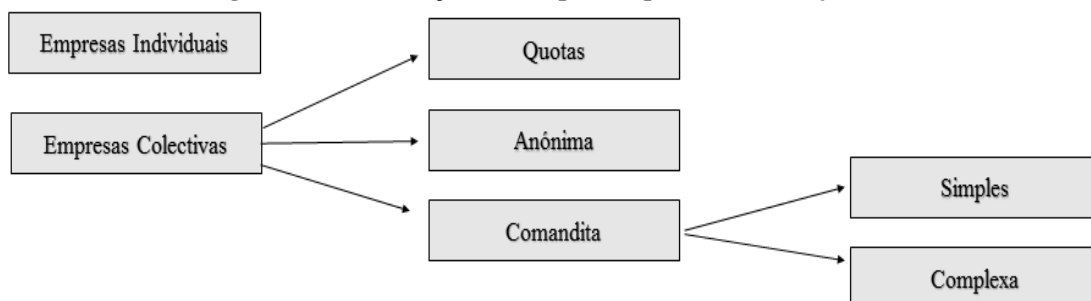 Empresas Individuais
Quotas
Empresas Colectivas
Anónima
Simples
Comandita
Complexa